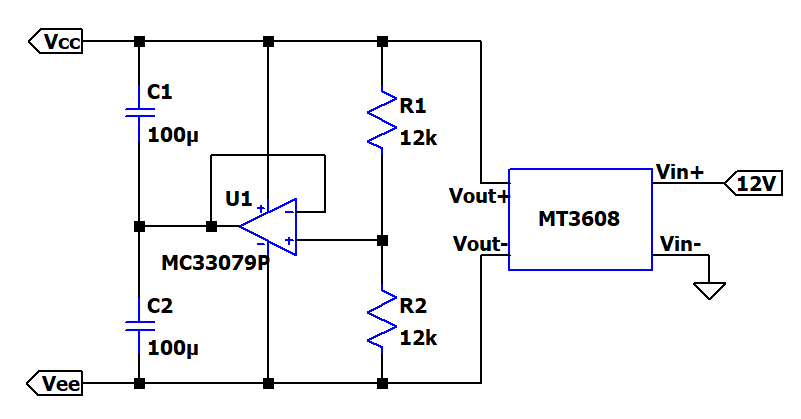 Vcc
C1
100µ
R1
12k
U1
+
-
-
+
MC33079P
C2
100µ
R2
12k
Vee
Vout+
Vout-
MT3608
Vin+
12V
Vin-